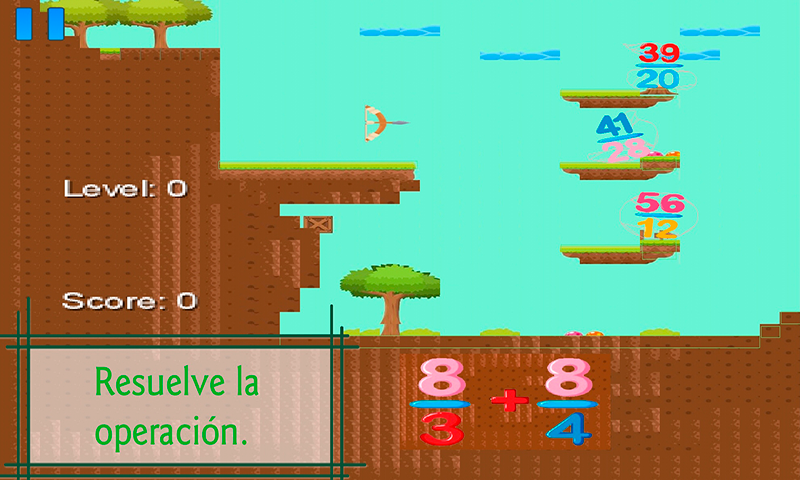 39
20
41
28
56
12
Level: 0
Score: 0
Resuelve la
operación.
8 + 8
3 4